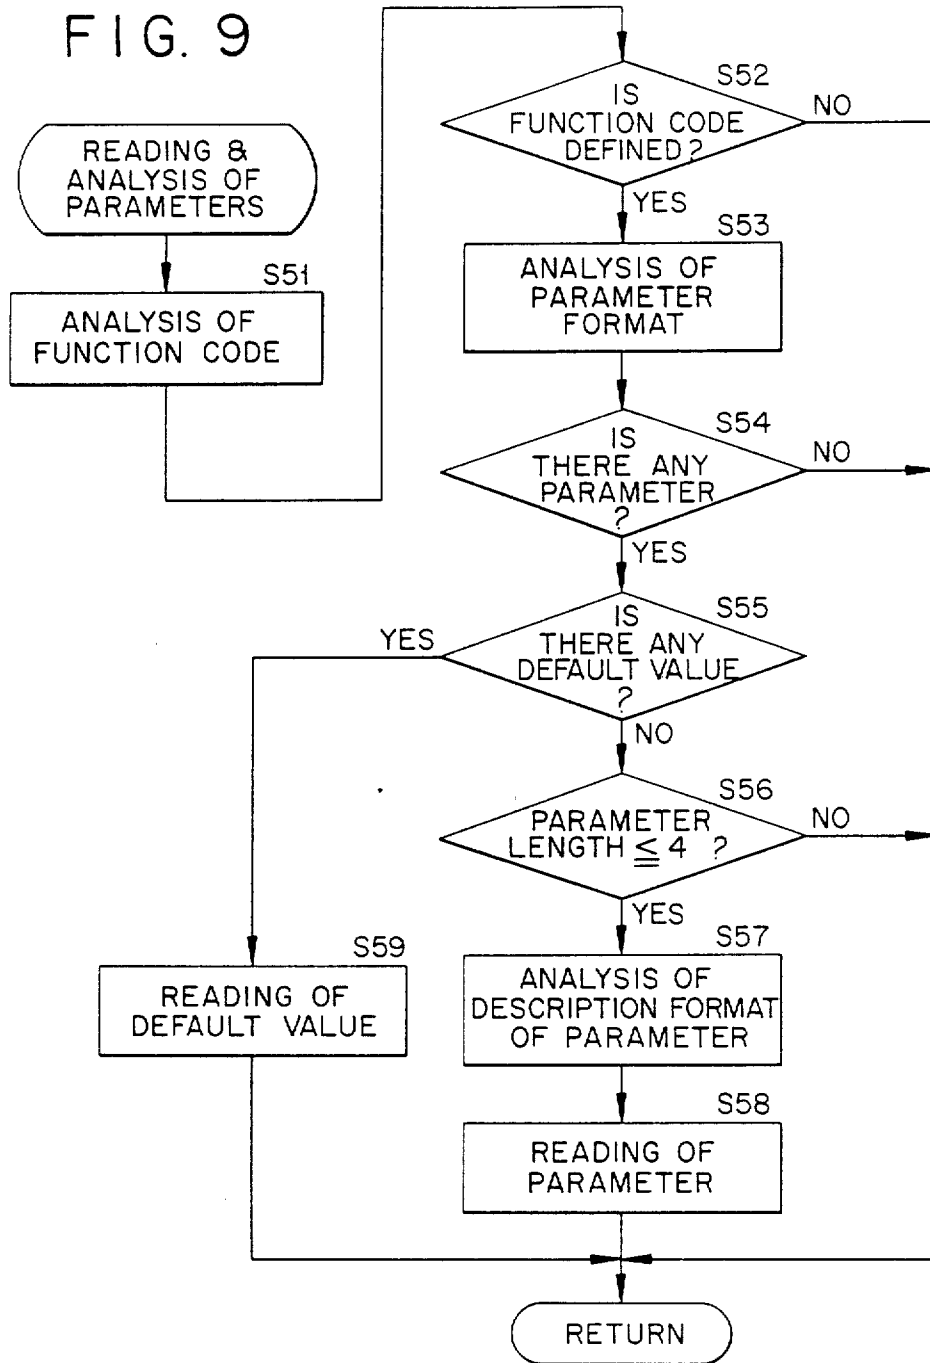 FIG. 9
READING &
ANALYSIS OF
PARAMETERS
S51
ANALYSIS OF
FUNCTION CODE
S52
IS
FUNCTION CODE
DEFINED?
NO
YES
S53
ANALYSIS OF
PARAMETER
FORMAT
S54
IS
THERE ANY
PARAMETER
?
NO
YES
S55
IS
THERE ANY
DEFAULT VALUE
?
YES
NO
S56
PARAMETER
LENGTH ≦ 4 ?
NO
YES
S57
ANALYSIS OF
DESCRIPTION FORMAT
OF PARAMETER
S59
READING OF
DEFAULT VALUE
S58
READING OF
PARAMETER
RETURN